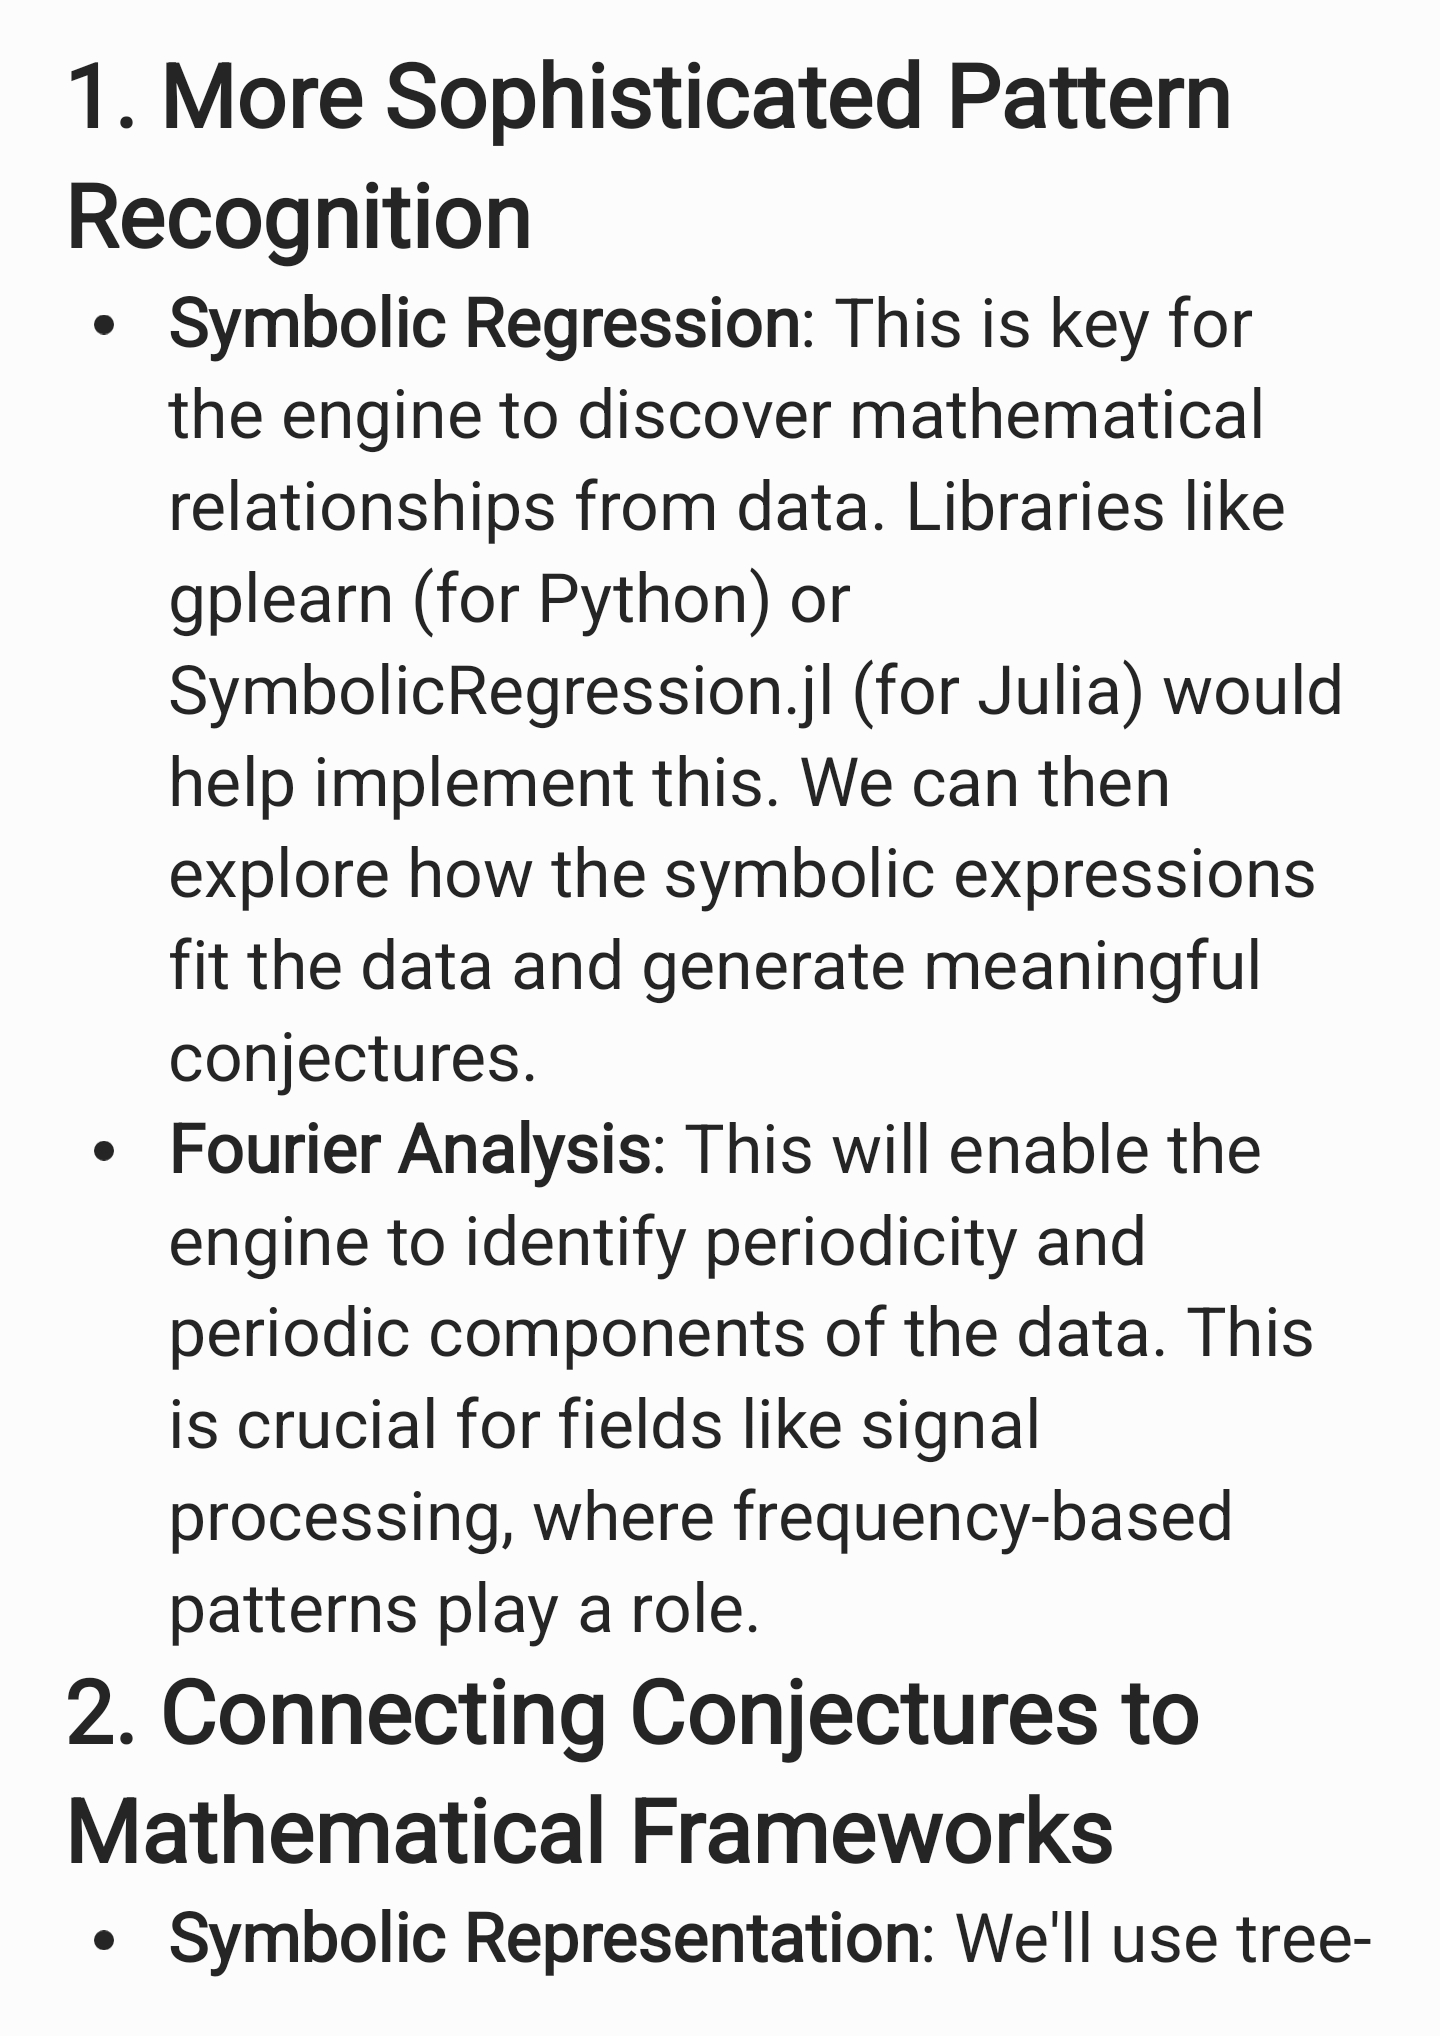 1. More Sophisticated Pattern
Recognition
• Symbolic Regression: This is key for
the engine to discover mathematical
relationships from data. Libraries like
gplearn (for Python) or
SymbolicRegression.jl (for Julia) would
help implement this. We can then
explore how the symbolic expressions
fit the data and generate meaningful
conjectures.
• Fourier Analysis: This will enable the
engine to identify periodicity and
periodic components of the data. This
is crucial for fields like signal
processing, where frequency-based
patterns play a role.
2. Connecting Conjectures to
Mathematical Frameworks
• Symbolic Representation: We'll use tree-